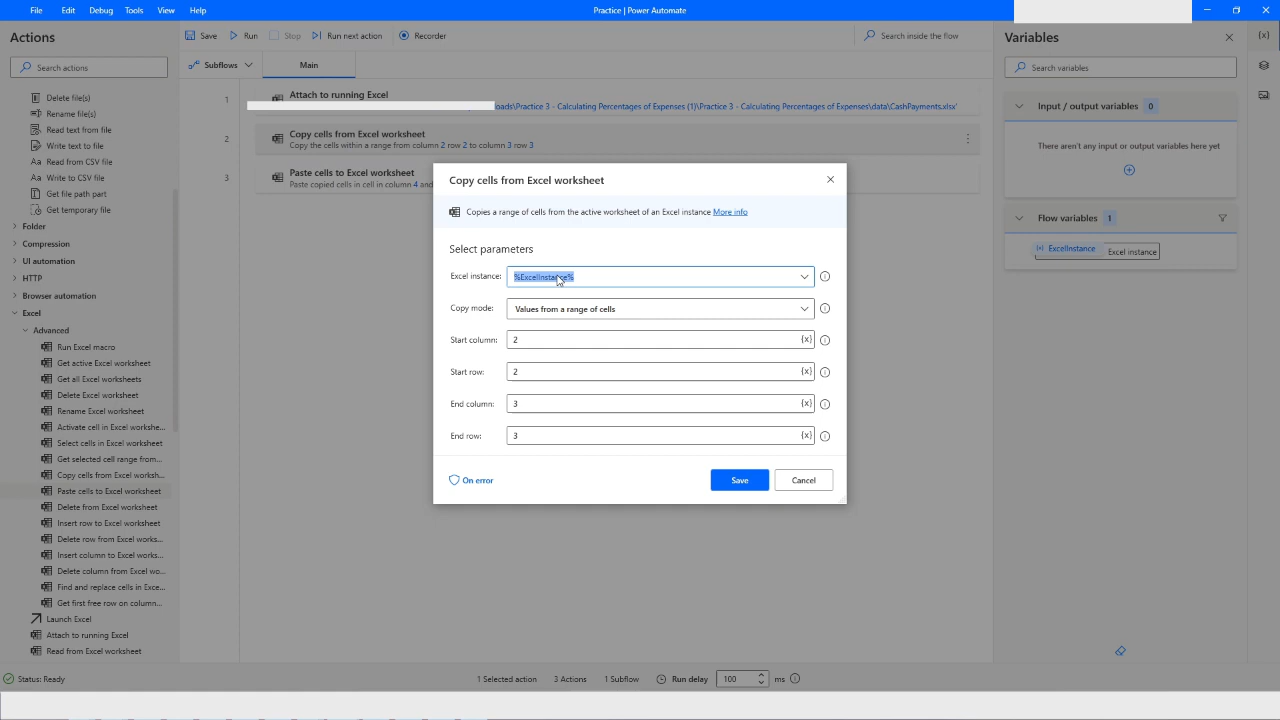 File Edit Debug Tools View Help
Practice | Power Automate
Actions
Save Run Stop Run next action Recorder
Search inside the flow
Variables
{x}
Search actions
Subflows Main
Search variables
Delete file(s)
Rename file(s)
Read text from file
Write text to file
Read from CSV file
Write to CSV file
Get file path part
Get temporary file
Folder
Compression
UI automation
HTTP
Browser automation
Excel
Advanced
Run Excel macro
Get active Excel worksheet
Get all Excel worksheets
Delete Excel worksheet
Rename Excel worksheet
Activate cell in Excel workshe...
Select cells in Excel worksheet
Get selected cell range from...
Copy cells from Excel worksh...
Paste cells to Excel worksheet
Delete from Excel worksheet
Insert row to Excel worksheet
Delete row from Excel worksh...
Insert column to Excel works...
Delete column from Excel wo...
Find and replace cells in Exce...
Get first free row on column...
Launch Excel
Attach to running Excel
Read from Excel worksheet
1
Attach to running Excel
oads\Practice 3 - Calculating Percentages of Expenses (1)\Practice 3 - Calculating Percentages of Expenses\data\CashPayments.xlsx'
2
Copy cells from Excel worksheet
Copy the cells within a range from column 2 row 2 to column 3 row 3
3
Paste cells to Excel worksheet
Paste copied cells in cell in column 4 and
Copy cells from Excel worksheet
Copies a range of cells from the active worksheet of an Excel instance More info
Select parameters
Excel instance: %ExcelInstance%
Copy mode: Values from a range of cells
Start column: 2 {x}
Start row: 2 {x}
End column: 3 {x}
End row: 3 {x}
On error
Save Cancel
Input / output variables 0
There aren't any input or output variables here yet
Flow variables 1
ExcelInstance Excel instance
Status: Ready
1 Selected action 3 Actions 1 Subflow Run delay 100 ms